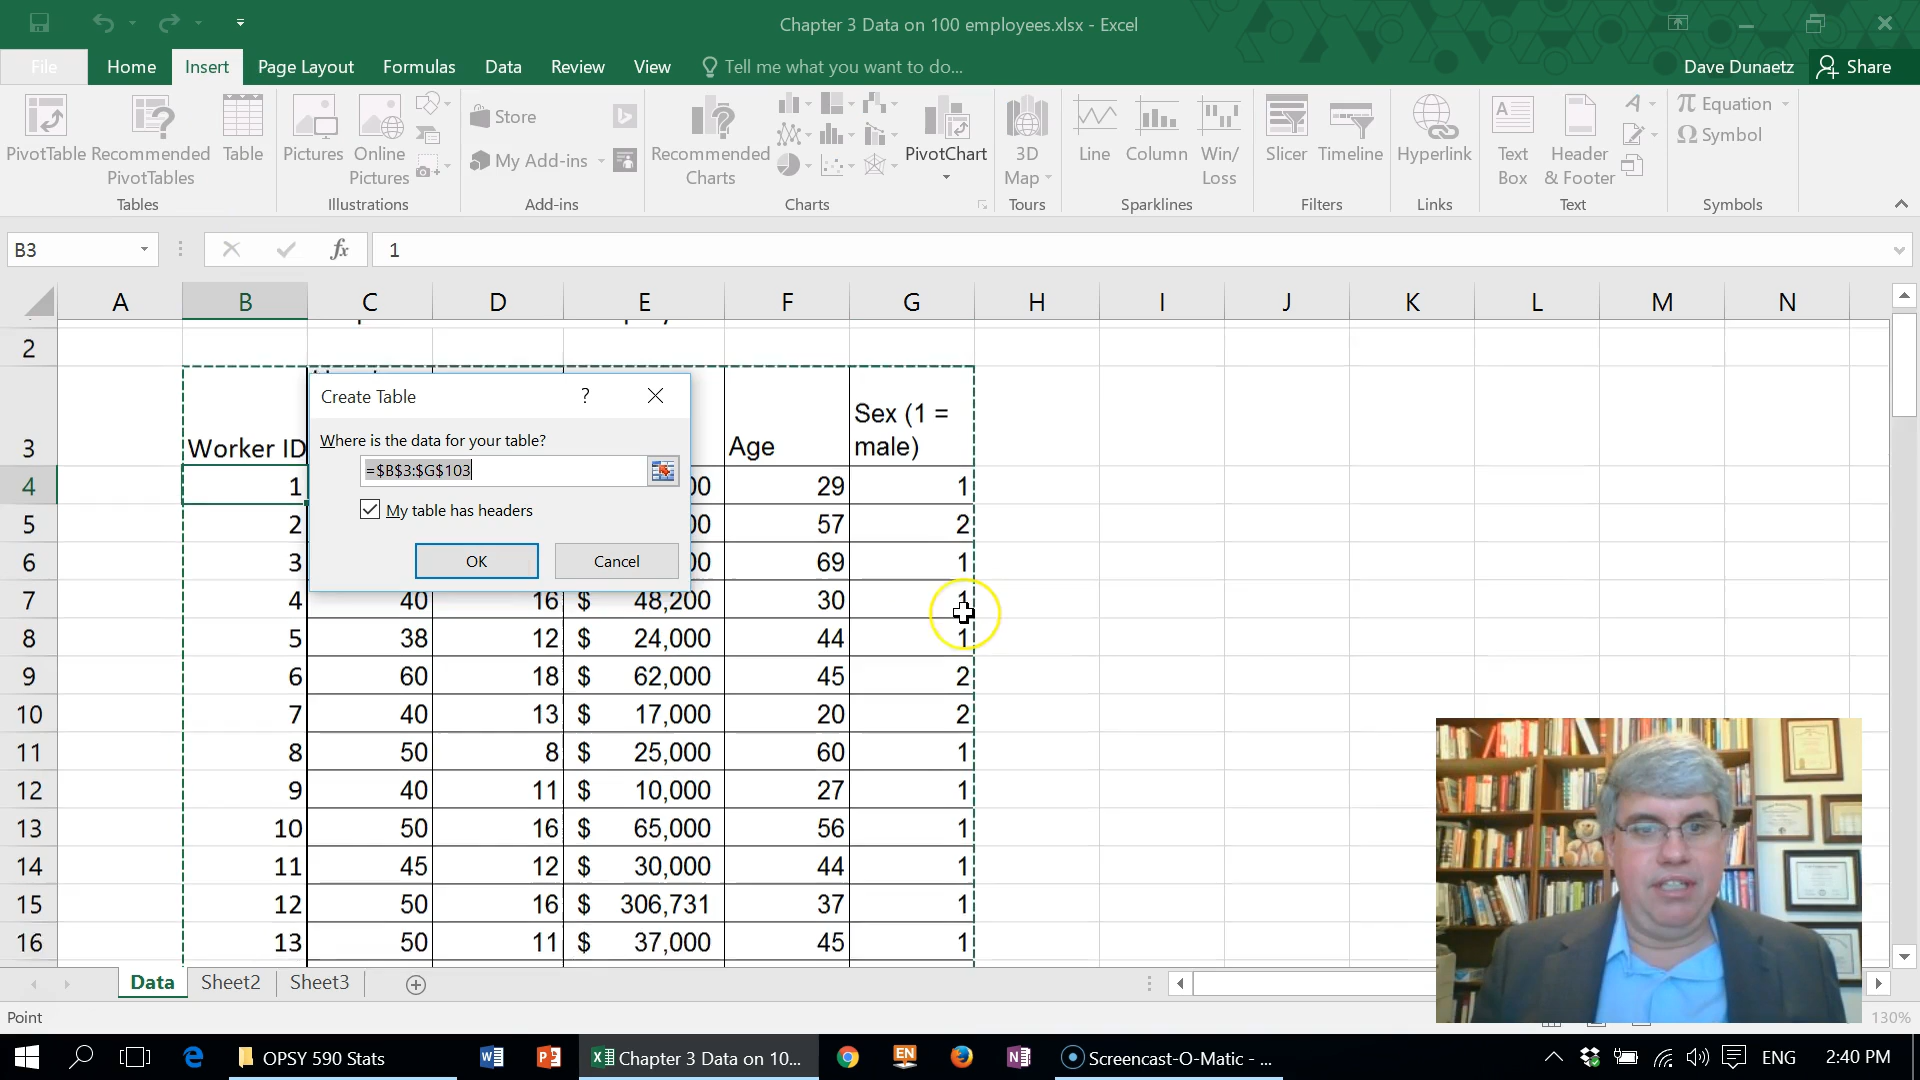 Chapter 3 Data on 100 employees.xlsx - Excel
File Home Insert Page Layout Formulas Data Review View Tell me what you want to do... Dave Dunaetz Share
PivotTable Recommended PivotTables Table
Tables
Pictures Online Pictures
Illustrations
Store
My Add-ins
Add-ins
Recommended Charts PivotChart
Charts
3D Map
Tours
Line Column Win/ Loss
Sparklines
Slicer Timeline
Filters
Hyperlink
Links
Text Box Header & Footer
Text
Equation
Symbol
Symbols
B3 fx 1
A B C D E F G H I J K L M N
2
3 Worker ID Age Sex (1 = male)
Create Table ?
Where is the data for your table?
=$B$3:$G$103
My table has headers
OK Cancel
4 1 00 29 1
5 2 00 57 2
6 3 00 69 1
7 4 40 16 $ 48,200 30 1
8 5 38 12 $ 24,000 44 1
9 6 60 18 $ 62,000 45 2
10 7 40 13 $ 17,000 20 2
11 8 50 8 $ 25,000 60 1
12 9 40 11 $ 10,000 27 1
13 10 50 16 $ 65,000 56 1
14 11 45 12 $ 30,000 44 1
15 12 50 16 $ 306,731 37 1
16 13 50 11 $ 37,000 45 1
Data Sheet2 Sheet3
Point 130%
OPSY 590 Stats Chapter 3 Data on 10... EN Screencast-O-Matic - ... ENG 2:40 PM